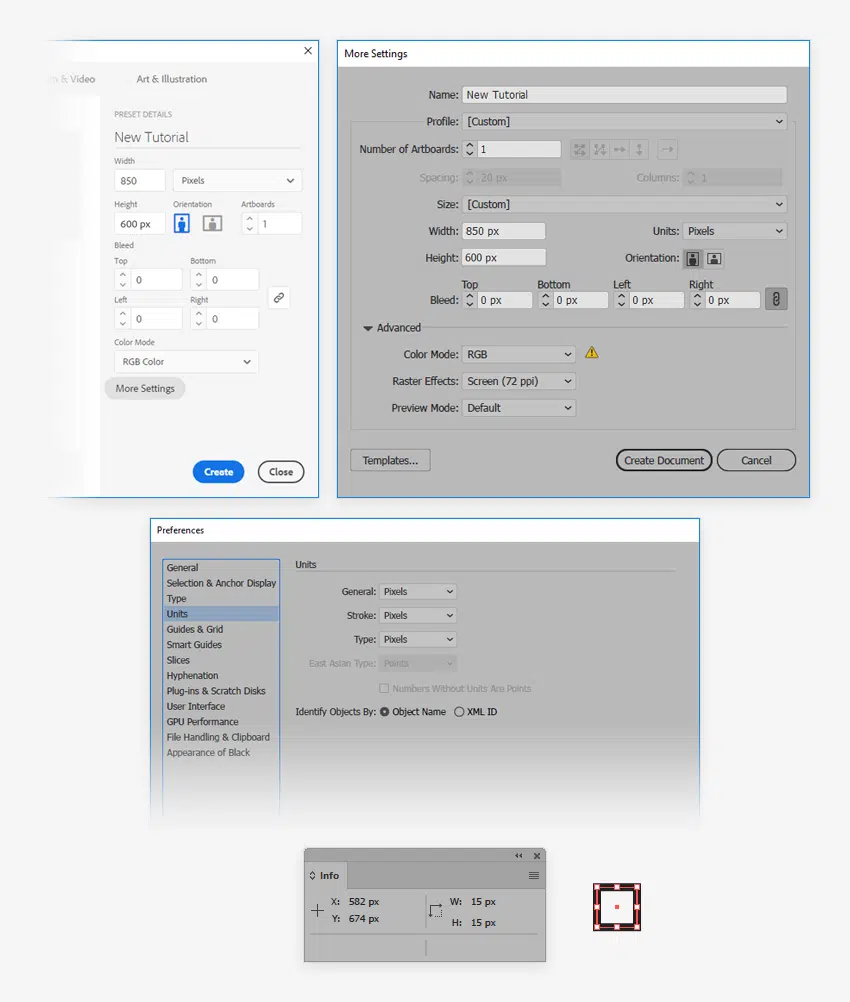 & Video Art & Illustration
PRESET DETAILS
New Tutorial
Width
850 Pixels
Height Orientation Artboards
600 px 1
Bleed
Top Bottom
0 0
Left Right
0 0
Color Mode
RGB Color
More Settings
Create Close
More Settings
Name: New Tutorial
Profile: [Custom]
Number of Artboards: 1
Spacing: 20 px Columns: 1
Size: [Custom]
Width: 850 px Units: Pixels
Height: 600 px Orientation:
Top Bottom Left Right
Bleed: 0 px 0 px 0 px 0 px
Advanced
Color Mode: RGB
Raster Effects: Screen (72 ppi)
Preview Mode: Default
Templates... Create Document Cancel
Preferences
General
Selection & Anchor Display
Type
Units
Guides & Grid
Smart Guides
Slices
Hyphenation
Plug-ins & Scratch Disks
User Interface
GPU Performance
File Handling & Clipboard
Appearance of Black
Units
General: Pixels
Stroke: Pixels
Type: Pixels
East Asian Type: Points
Numbers Without Units Are Points
Identify Objects By: Object Name XML ID
Info
X: 582 px W: 15 px
Y: 674 px H: 15 px